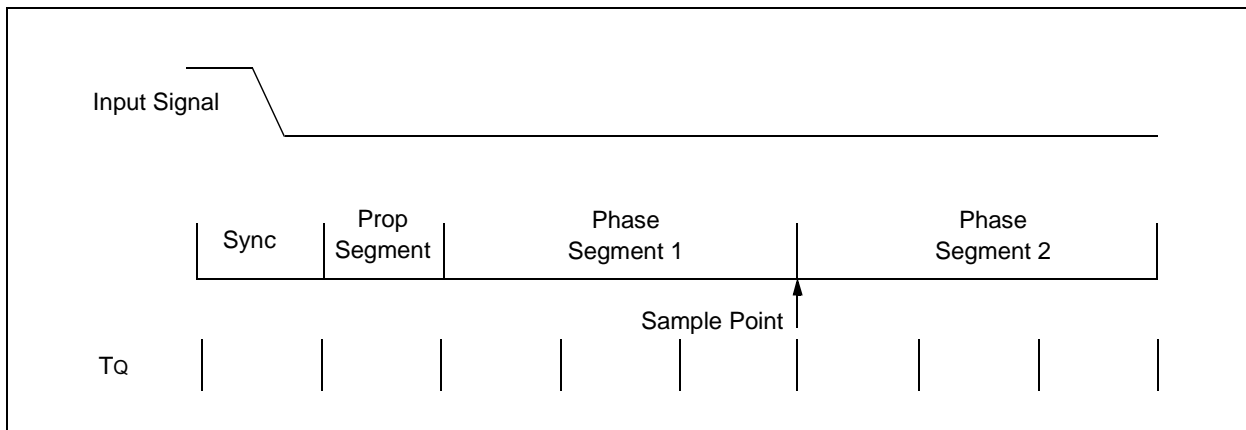 Input Signal
Sync
Prop
Segment
Phase
Segment 1
Phase
Segment 2
Sample Point
TQ